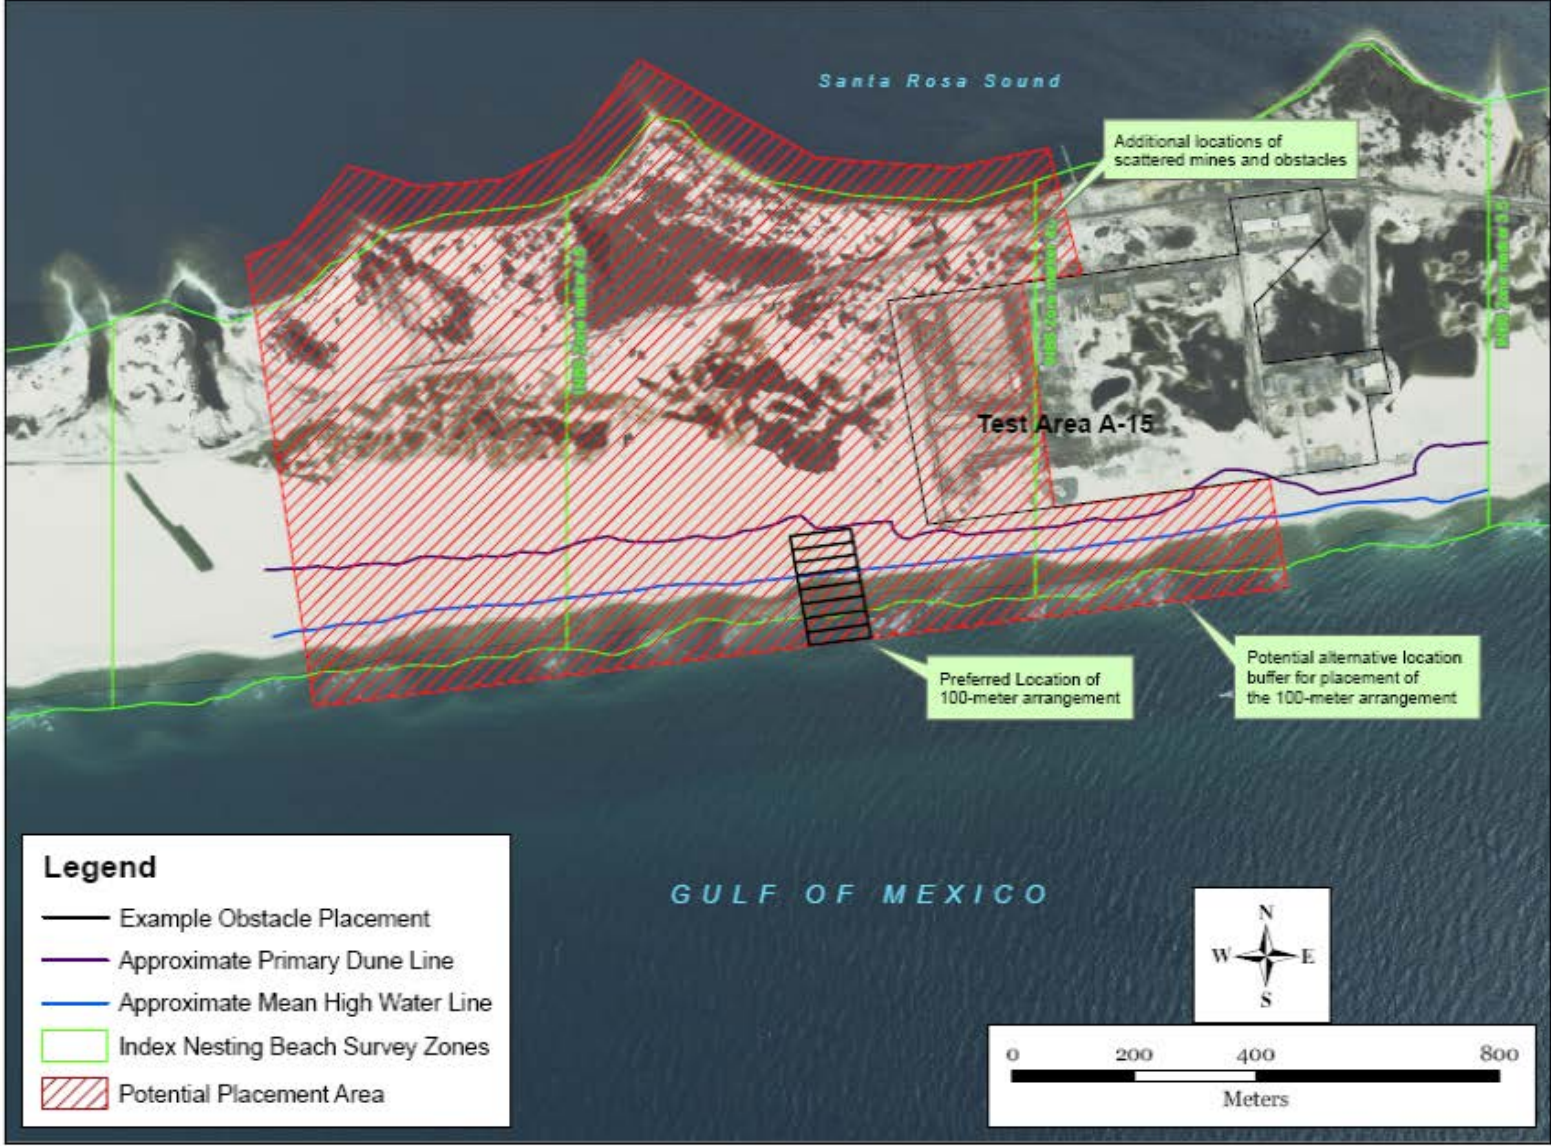 Santa Rosa Sound
Additional locations of
scattered mines and obstacles
Test Area A-15
Preferred Location of
100-meter arrangement
Potential alternative location
buffer for placement of
the 100-meter arrangement
GULF OF MEXICO
Legend
Example Obstacle Placement
Approximate Primary Dune Line
Approximate Mean High Water Line
Index Nesting Beach Survey Zones
Potential Placement Area
N
W E
S
0 200 400 800
Meters